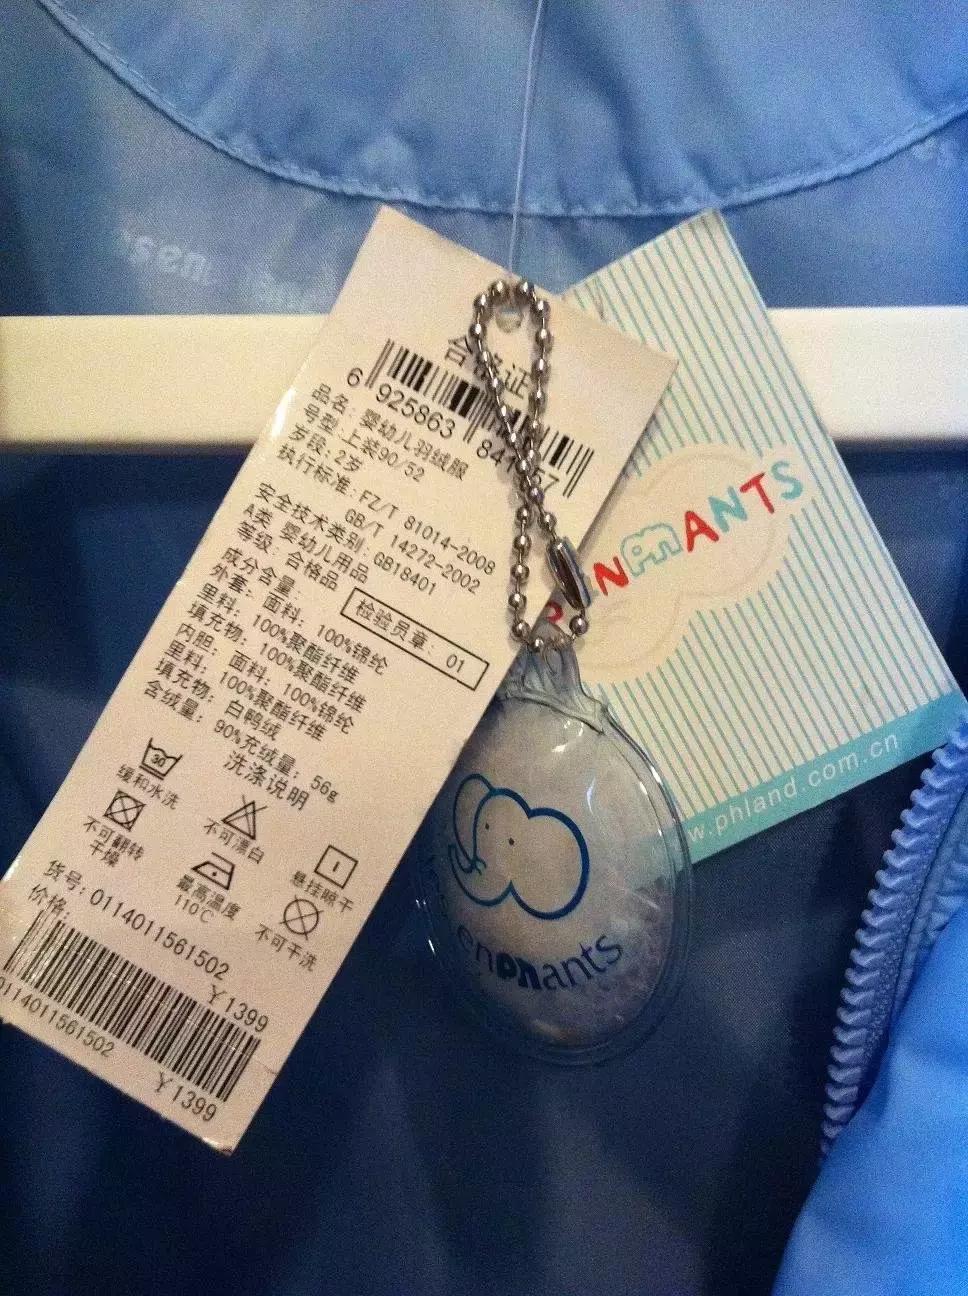 合格证
6 925863
品名: 婴幼儿羽绒服
号型: 上装90/52
岁段: 2岁
执行标准: FZ/T 81014-2008
GB/T 14272-2002
安全技术类别: GB18401
A类 婴幼儿用品
等级: 合格品
检验员章: 01
成分含量:
外套: 面料: 100%锦纶
里料: 100%聚酯纤维
填充物: 100%聚酯纤维
内胆: 面料: 100%锦纶
里料: 100%聚酯纤维
填充物: 白鸭绒
含绒量: 90%充绒量: 56g
洗涤说明
30
缓和水洗
不可漂白
悬挂晾干
不可翻转
干燥
最高温度
110℃
不可干洗
货号: 0114011561502
价格: ¥1399
0114011561502
¥1399
NPNANTS
w.phland.com.cn
enpnants
sen